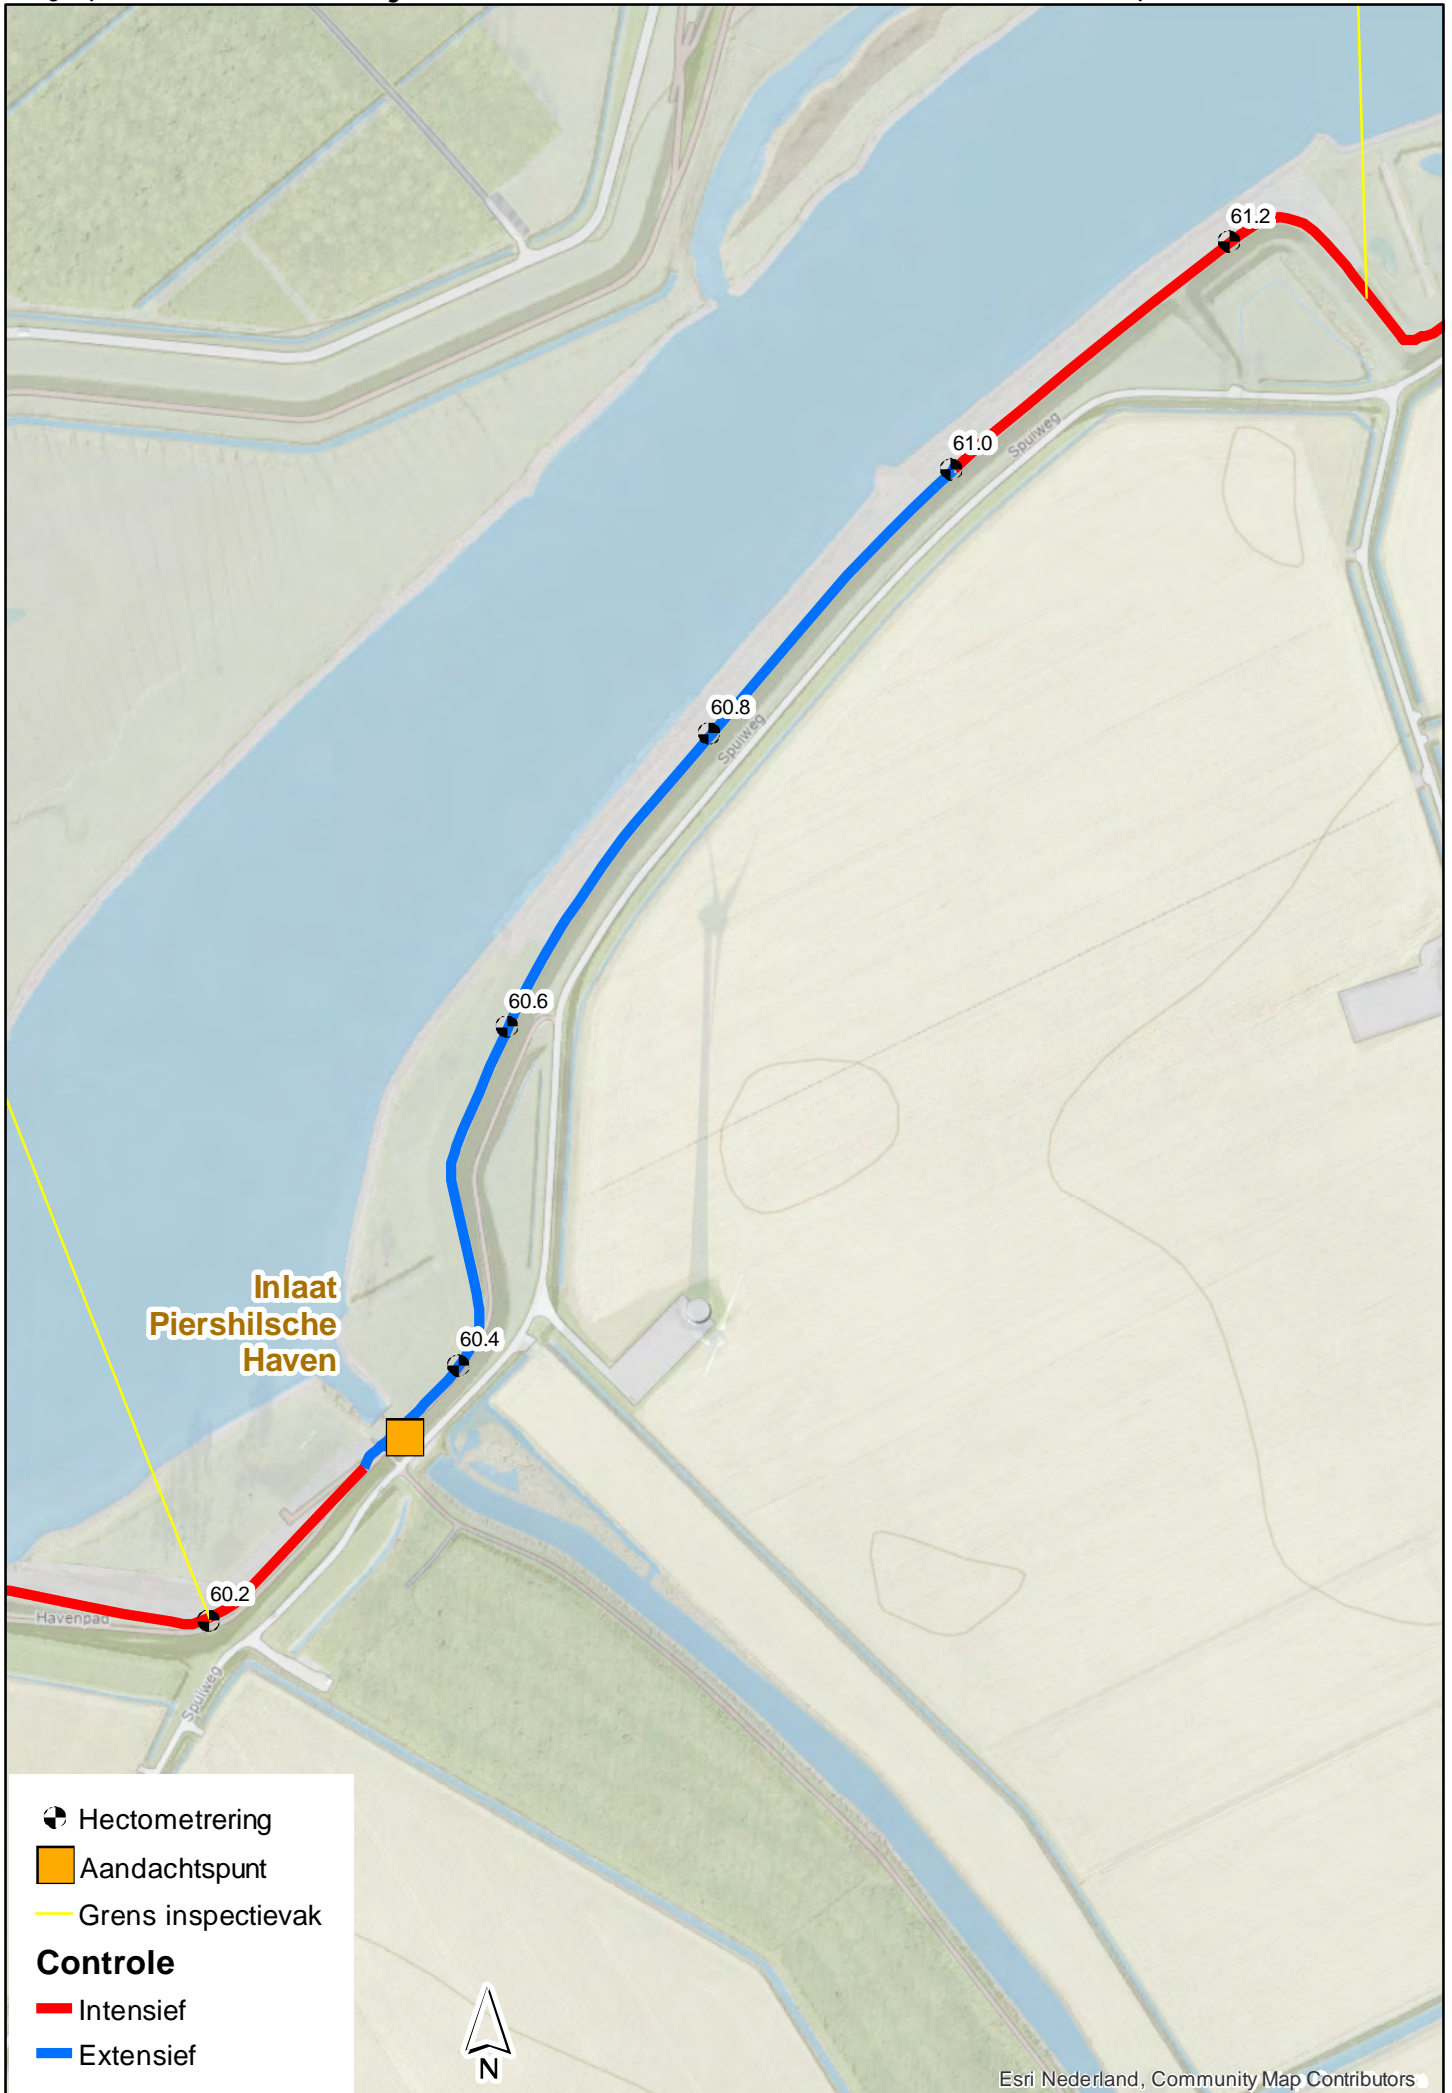 61.2
61.0
Spuiweg
60.8
Spuiweg
60.6
Inlaat
Piershilsche
Haven
60.4
60.2
Havenpad
Spuiweg
Hectometrering
Aandachtspunt
Grens inspectievak
Controle
Intensief
Extensief
N
Esri Nederland, Community Map Contributors